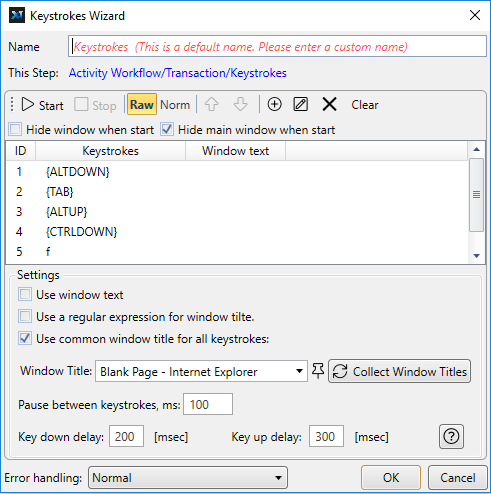 Keystrokes Wizard
Name Keystrokes (This is a default name. Please enter a custom name)
This Step: Activity Workflow/Transaction/Keystrokes
Start Stop Raw Norm Clear
Hide window when start Hide main window when start
ID Keystrokes Window text
1 {ALTDOWN}
2 {TAB}
3 {ALTUP}
4 {CTRLDOWN}
5 f
Settings
Use window text
Use a regular expression for window tilte.
Use common window title for all keystrokes:
Window Title: Blank Page - Internet Explorer Collect Window Titles
Pause between keystrokes, ms: 100
Key down delay: 200 [msec] Key up delay: 300 [msec] ?
Error handling: Normal OK Cancel